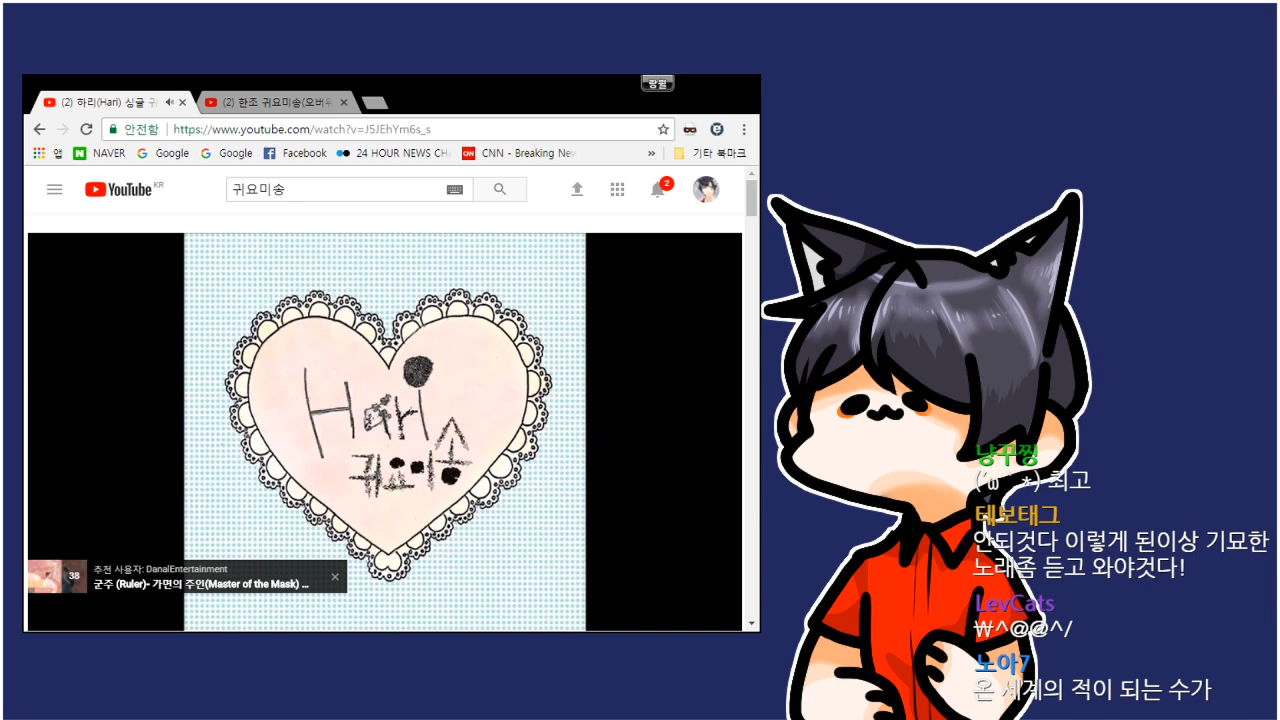 랑월
(2) 하리(Hari) 싱글 귀
(2) 한조 귀요미송(오버워
안전함 https://www.youtube.com/watch?v=J5JEhYm6s_s
앱 NAVER Google Google Facebook 24 HOUR NEWS CHA CNN - Breaking New » 기타 북마크
YouTube KR 귀요미송 2
Hari
귀요미송
38
추천 사용자: DanalEntertainment
군주 (Ruler)- 가면의 주인(Master of the Mask) ...
냥꾸찡
최고
테보태그
안되것다 이렇게 된이상 기묘한
노래좀 듣고 와야것다!
LevCats
₩^@@^/
노아7
온 세계의 적이 되는 수가